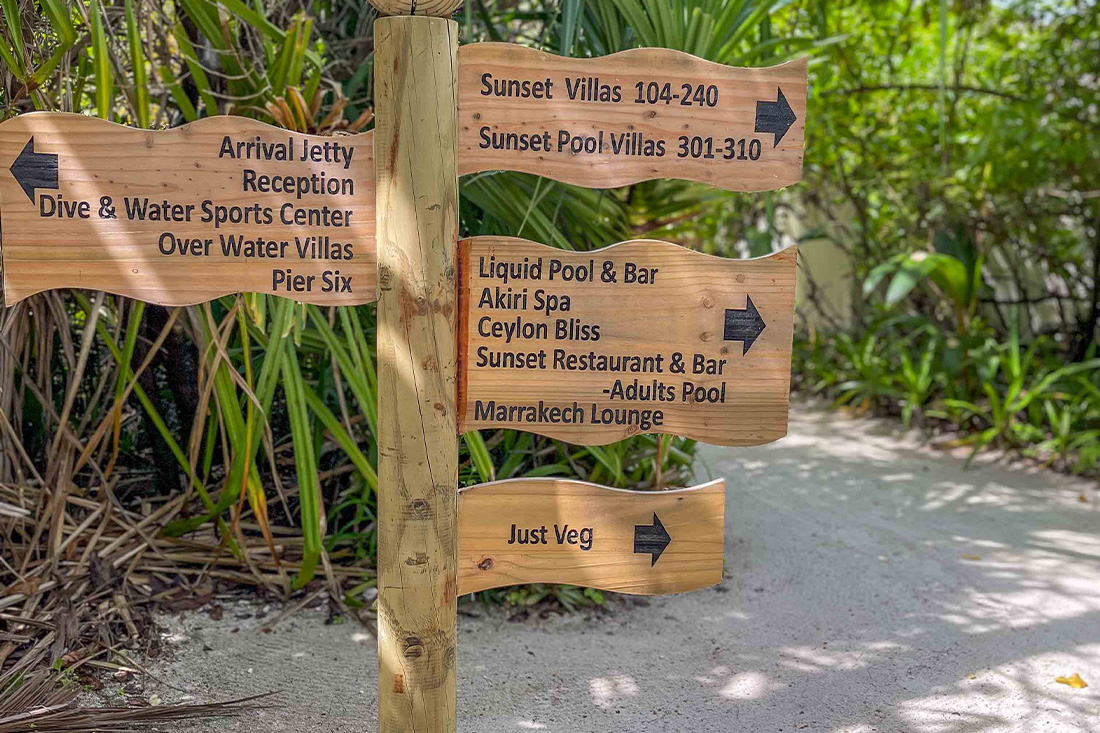 Arrival Jetty
Reception
Dive & Water Sports Center
Over Water Villas
Pier Six
Sunset Villas 104-240
Sunset Pool Villas 301-310
Liquid Pool & Bar
Akiri Spa
Ceylon Bliss
Sunset Restaurant & Bar
-Adults Pool
Marrakech Lounge
Just Veg